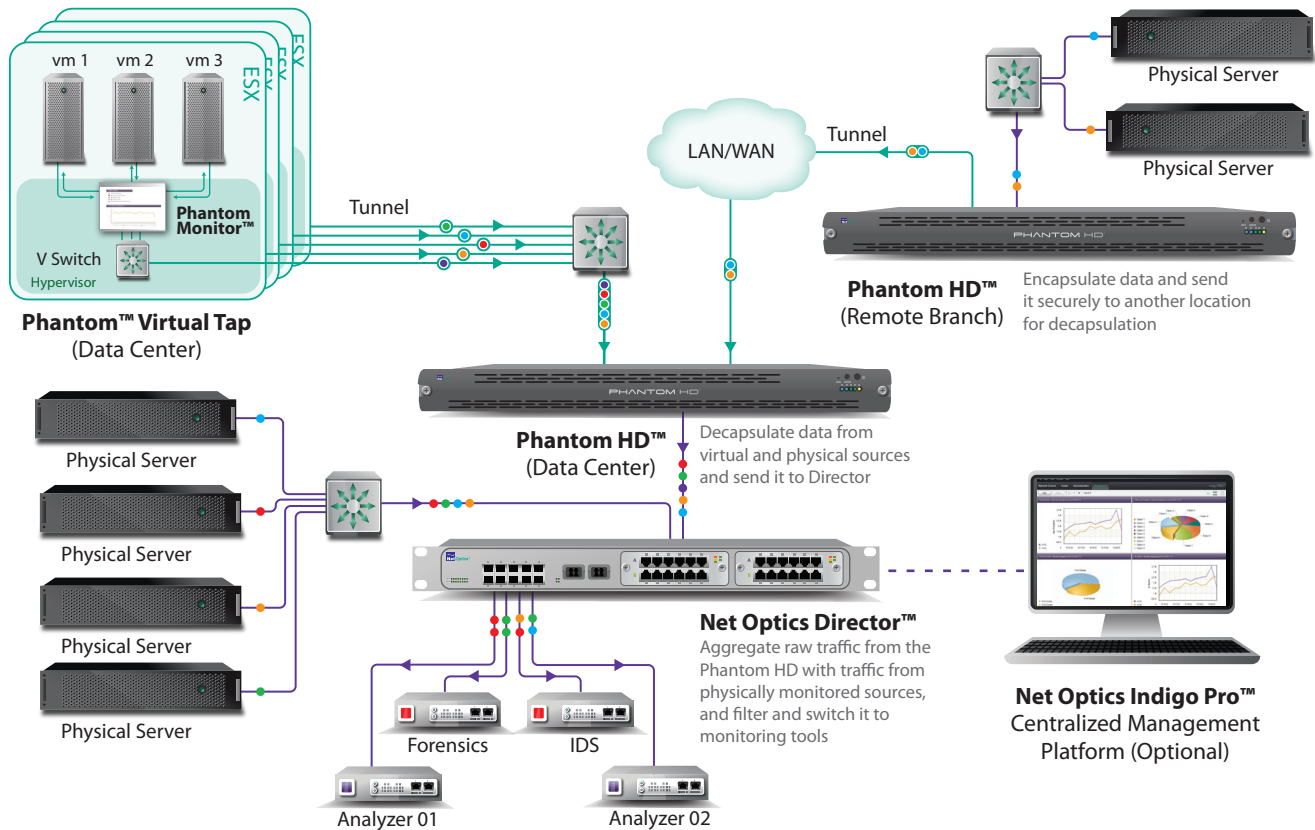 ESX
ESX
ESX
ESX
vm 1
vm 2
vm 3
Phantom
Monitor™
V Switch
Hypervisor
Phantom™ Virtual Tap
(Data Center)
Tunnel
LAN/WAN
Tunnel
Physical Server
Physical Server
PHANTOM HD
Phantom HD™
(Remote Branch)
Encapsulate data and send
it securely to another location
for decapsulation
PHANTOM HD
Phantom HD™
(Data Center)
Decapsulate data from
virtual and physical sources
and send it to Director
Physical Server
Physical Server
Physical Server
Physical Server
Net Optics Director™
Aggregate raw traffic from the
Phantom HD with traffic from
physically monitored sources,
and filter and switch it to
monitoring tools
Forensics
IDS
Analyzer 01
Analyzer 02
Net Optics Indigo Pro™
Centralized Management
Platform (Optional)